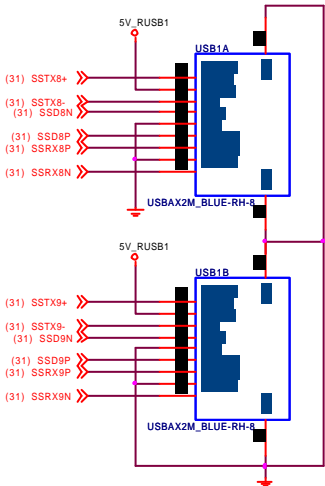 5V_RUSB1
USB1A
(31) SSTX8+
(31) SSTX8-
(31) SSD8N
(31) SSD8P
(31) SSRX8P
(31) SSRX8N
USBAX2M_BLUE-RH-8
5V_RUSB1
USB1B
(31) SSTX9+
(31) SSTX9-
(31) SSD9N
(31) SSD9P
(31) SSRX9P
(31) SSRX9N
USBAX2M_BLUE-RH-8